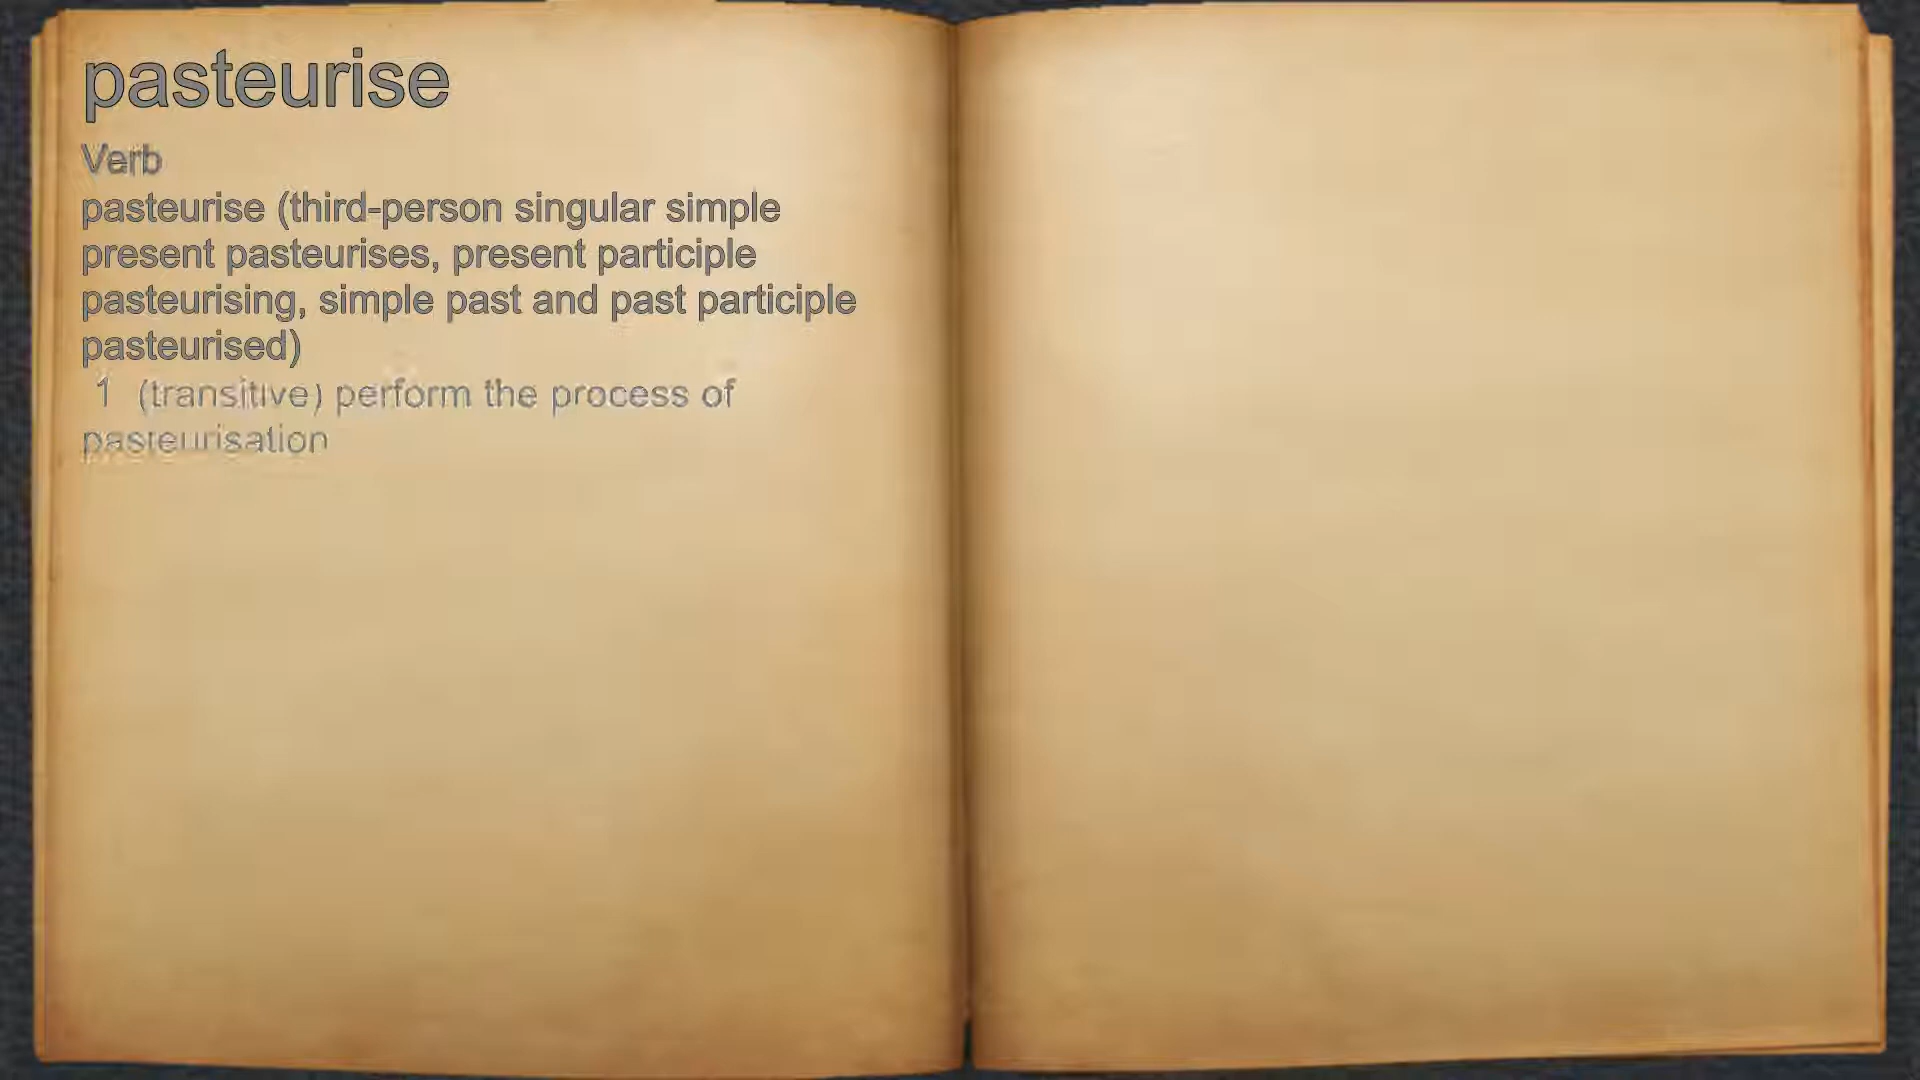 pasteurise
Verb
pasteurise (third-person singular simple
present pasteurises, present participle
pasteurising, simple past and past participle
pasteurised)
1 (transitive) perform the process of
pasteurisation